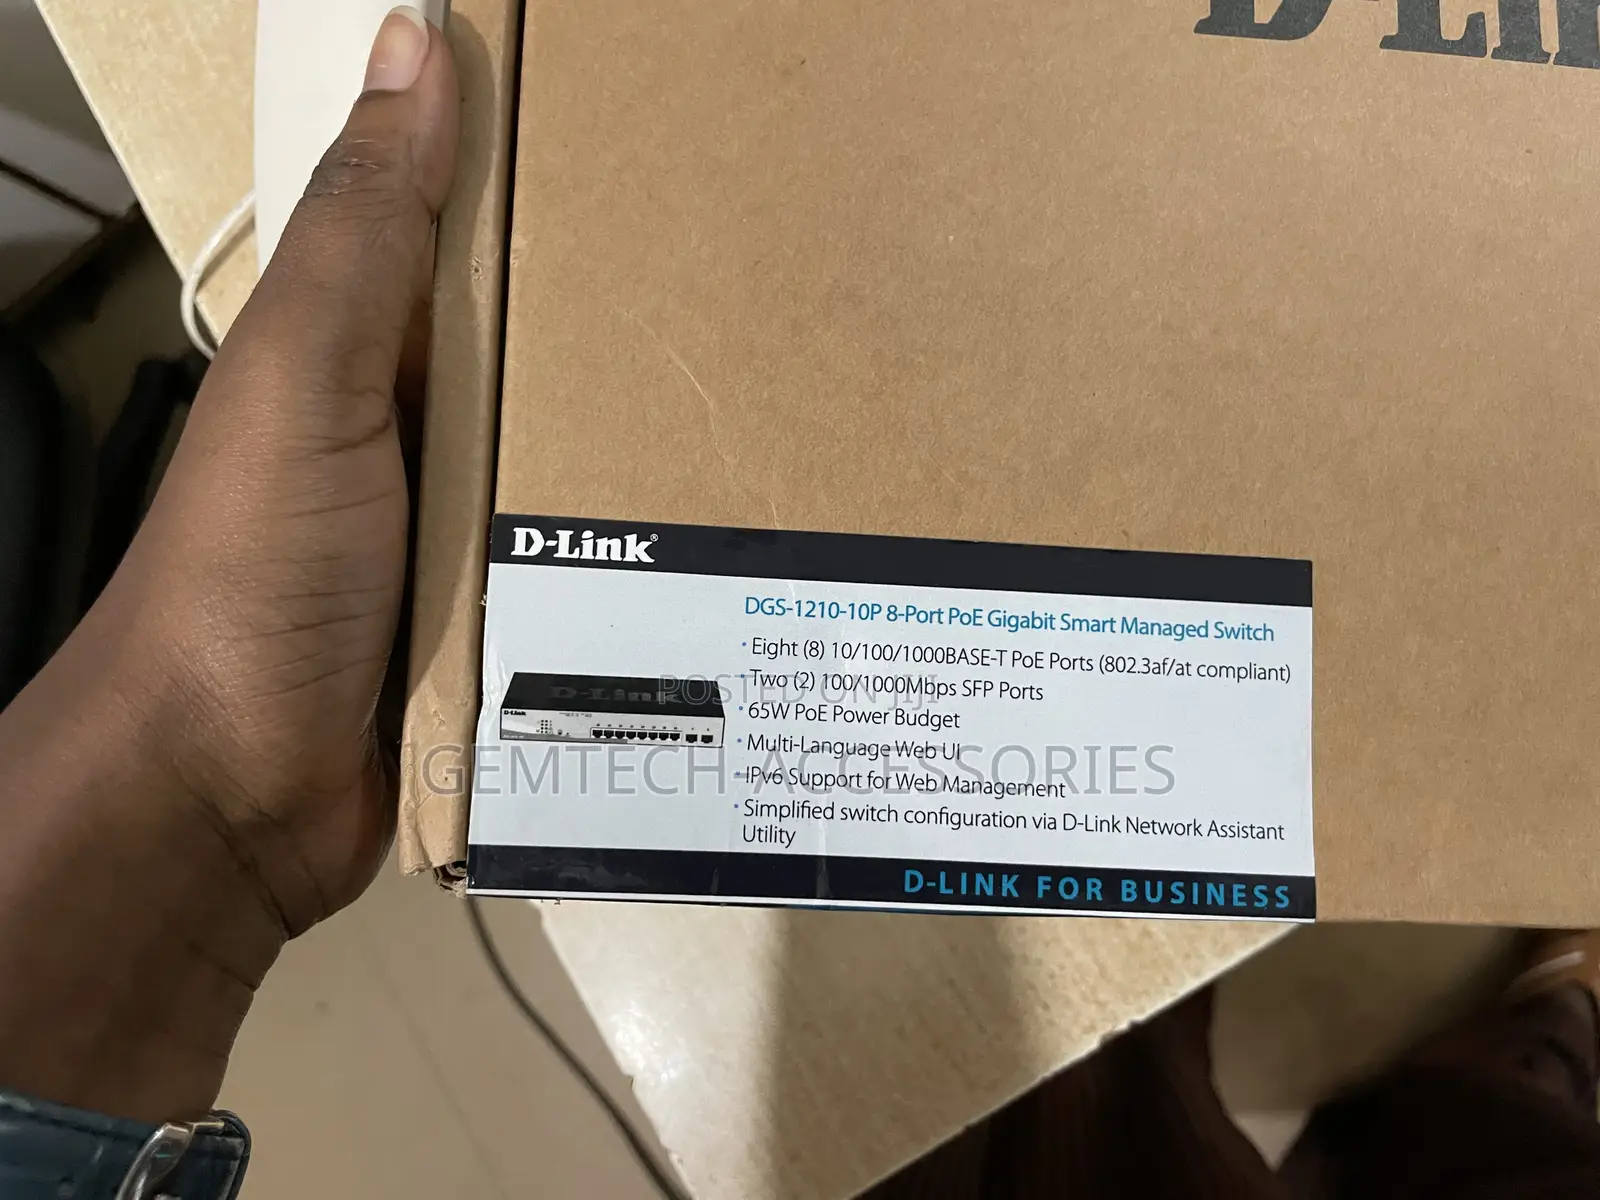 D-Link
D-Link®
DGS-1210-10P 8-Port PoE Gigabit Smart Managed Switch
• Eight (8) 10/100/1000BASE-T PoE Ports (802.3af/at compliant)
• Two (2) 100/1000Mbps SFP Ports
• 65W PoE Power Budget
• Multi-Language Web UI
• IPv6 Support for Web Management
• Simplified switch configuration via D-Link Network Assistant
Utility
D-Link
D-Link
D-LINK FOR BUSINESS
POSTED ON JIJI
GEMTECH-ACCESSORIES